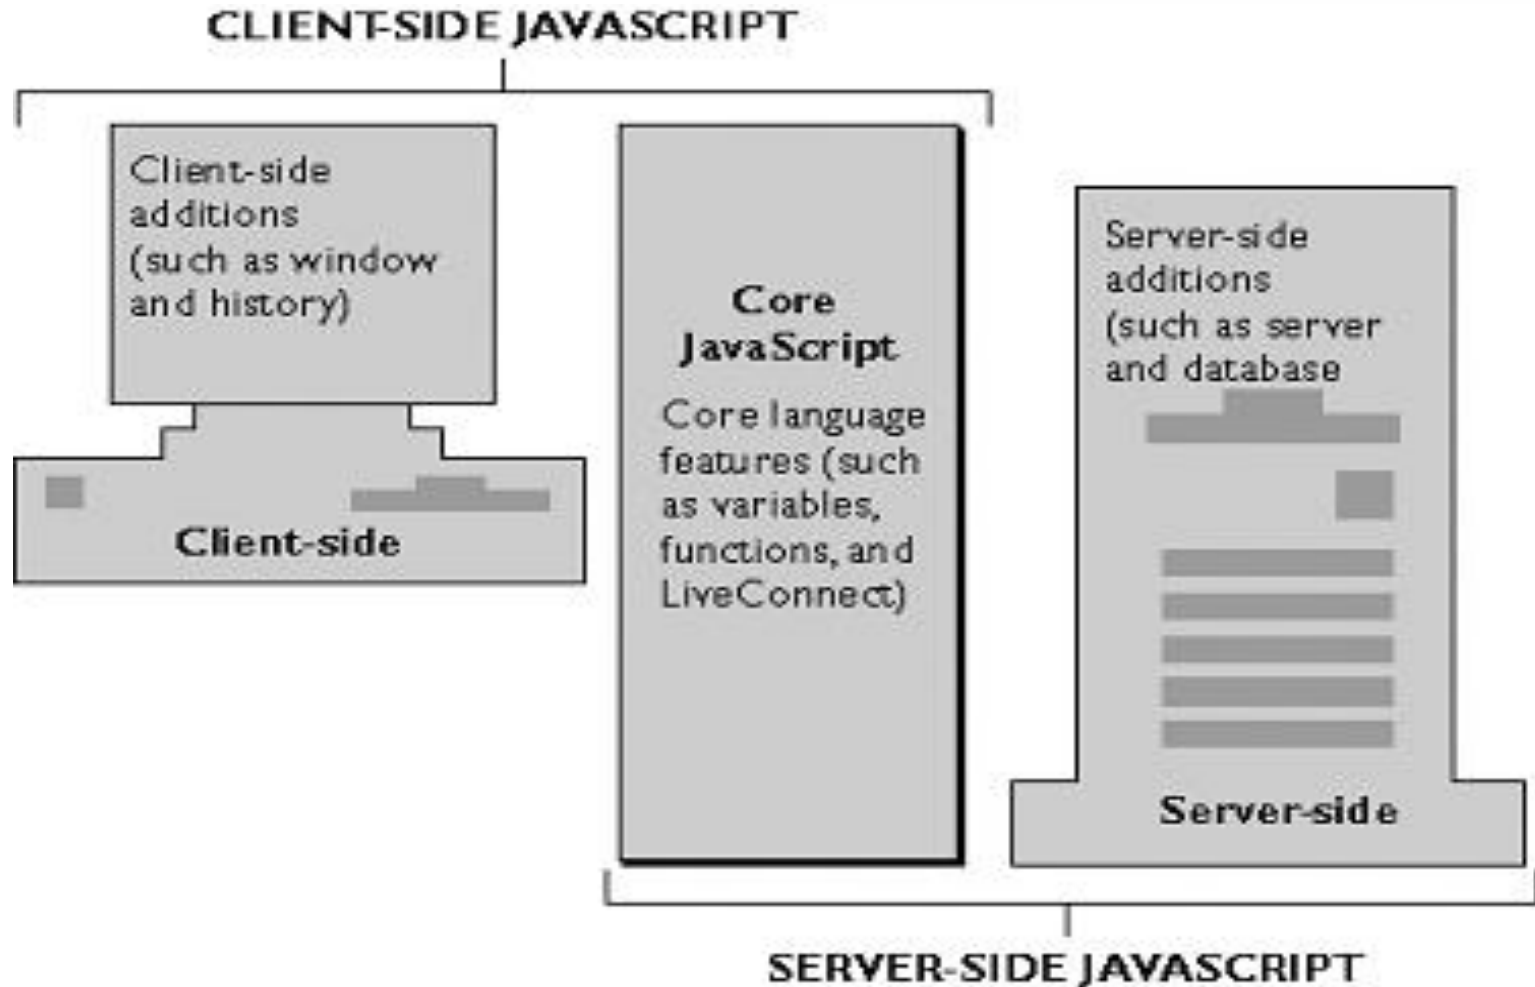 CLIENT-SIDE JAVASCRIPT
Client-side
additions
(such as window
and history)
Client-side
Core
JavaScript
Core language
features (such
as variables,
functions, and
LiveConnect)
Server-side
additions
(such as server
and database
Server-side
SERVER-SIDE JAVASCRIPT